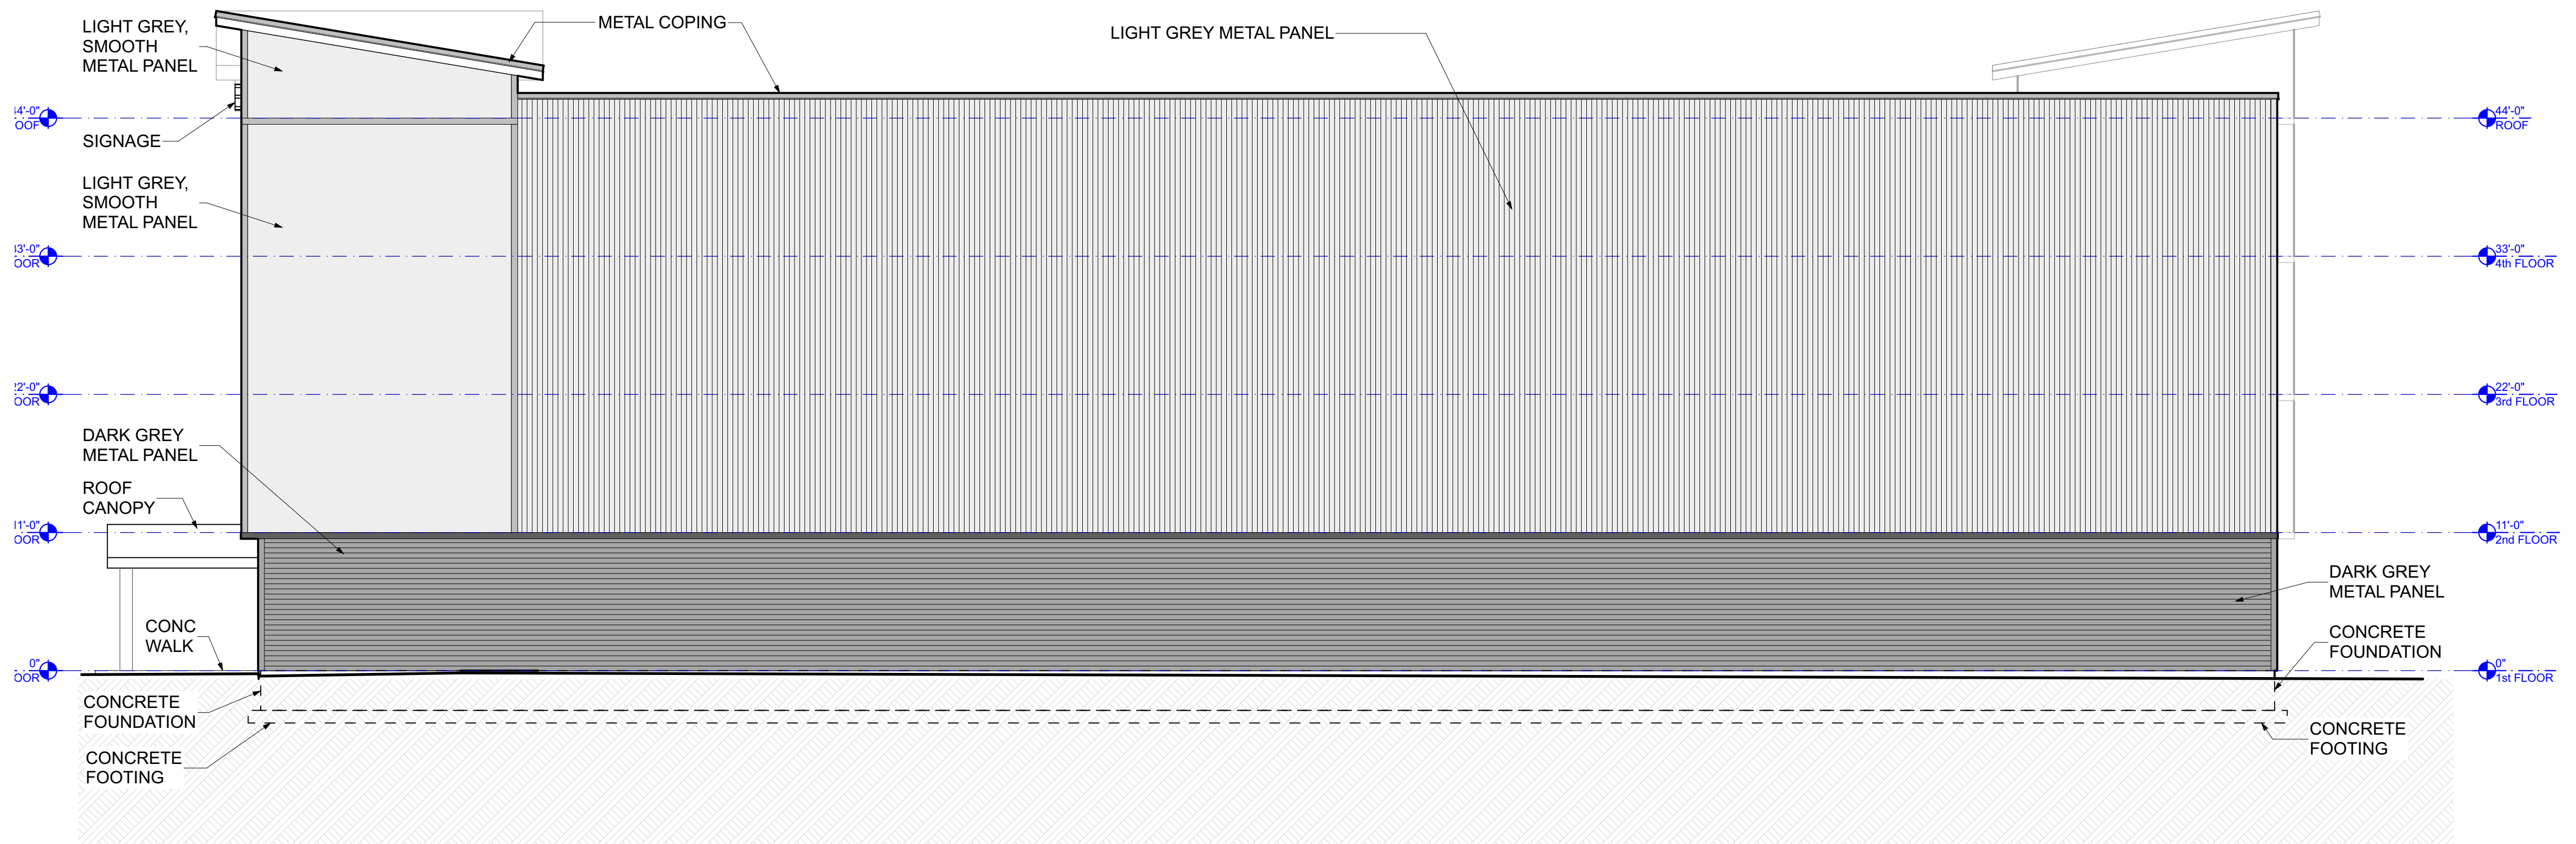 LIGHT GREY,
SMOOTH
METAL PANEL
METAL COPING
LIGHT GREY METAL PANEL
44'-0"
ROOF
SIGNAGE
LIGHT GREY,
SMOOTH
METAL PANEL
33'-0"
4th FLOOR
22'-0"
3rd FLOOR
DARK GREY
METAL PANEL
ROOF
CANOPY
11'-0"
2nd FLOOR
DARK GREY
METAL PANEL
CONC
WALK
CONCRETE
FOUNDATION
0"
0"
1st FLOOR
CONCRETE
FOUNDATION
CONCRETE
FOOTING
CONCRETE
FOOTING